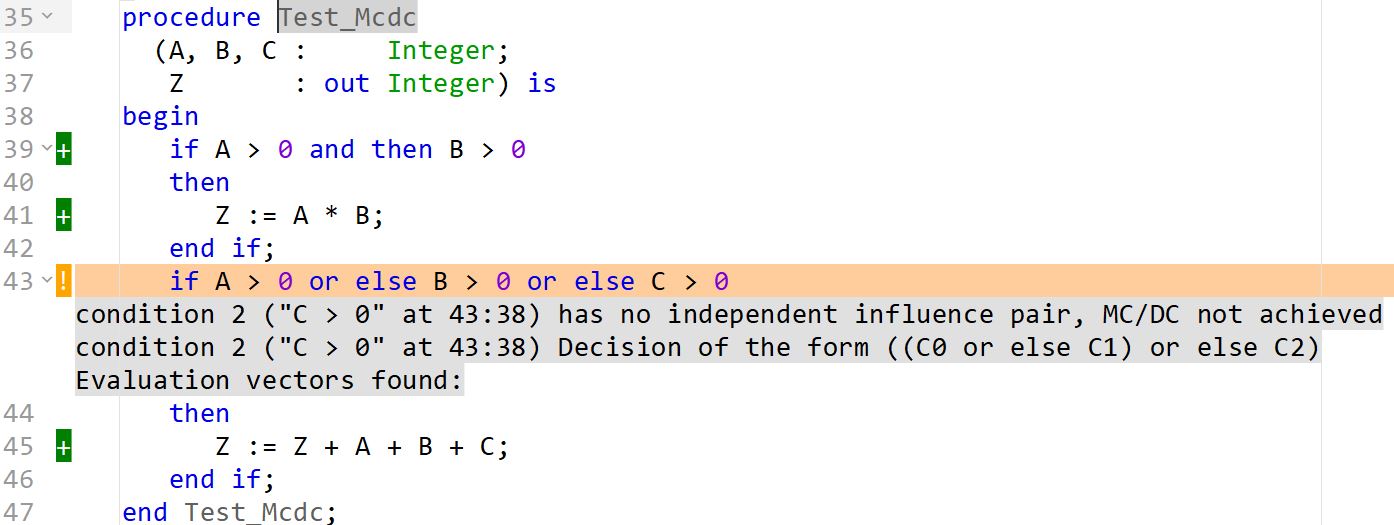 35 procedure Test_Mcdc
36 (A, B, C : Integer;
37 Z : out Integer) is
38 begin
39 + if A > 0 and then B > 0
40 then
41 + Z := A * B;
42 end if;
43 ! if A > 0 or else B > 0 or else C > 0
condition 2 ("C > 0" at 43:38) has no independent influence pair, MC/DC not achieved
condition 2 ("C > 0" at 43:38) Decision of the form ((C0 or else C1) or else C2)
Evaluation vectors found:
44 then
45 + Z := Z + A + B + C;
46 end if;
47 end Test_Mcdc;